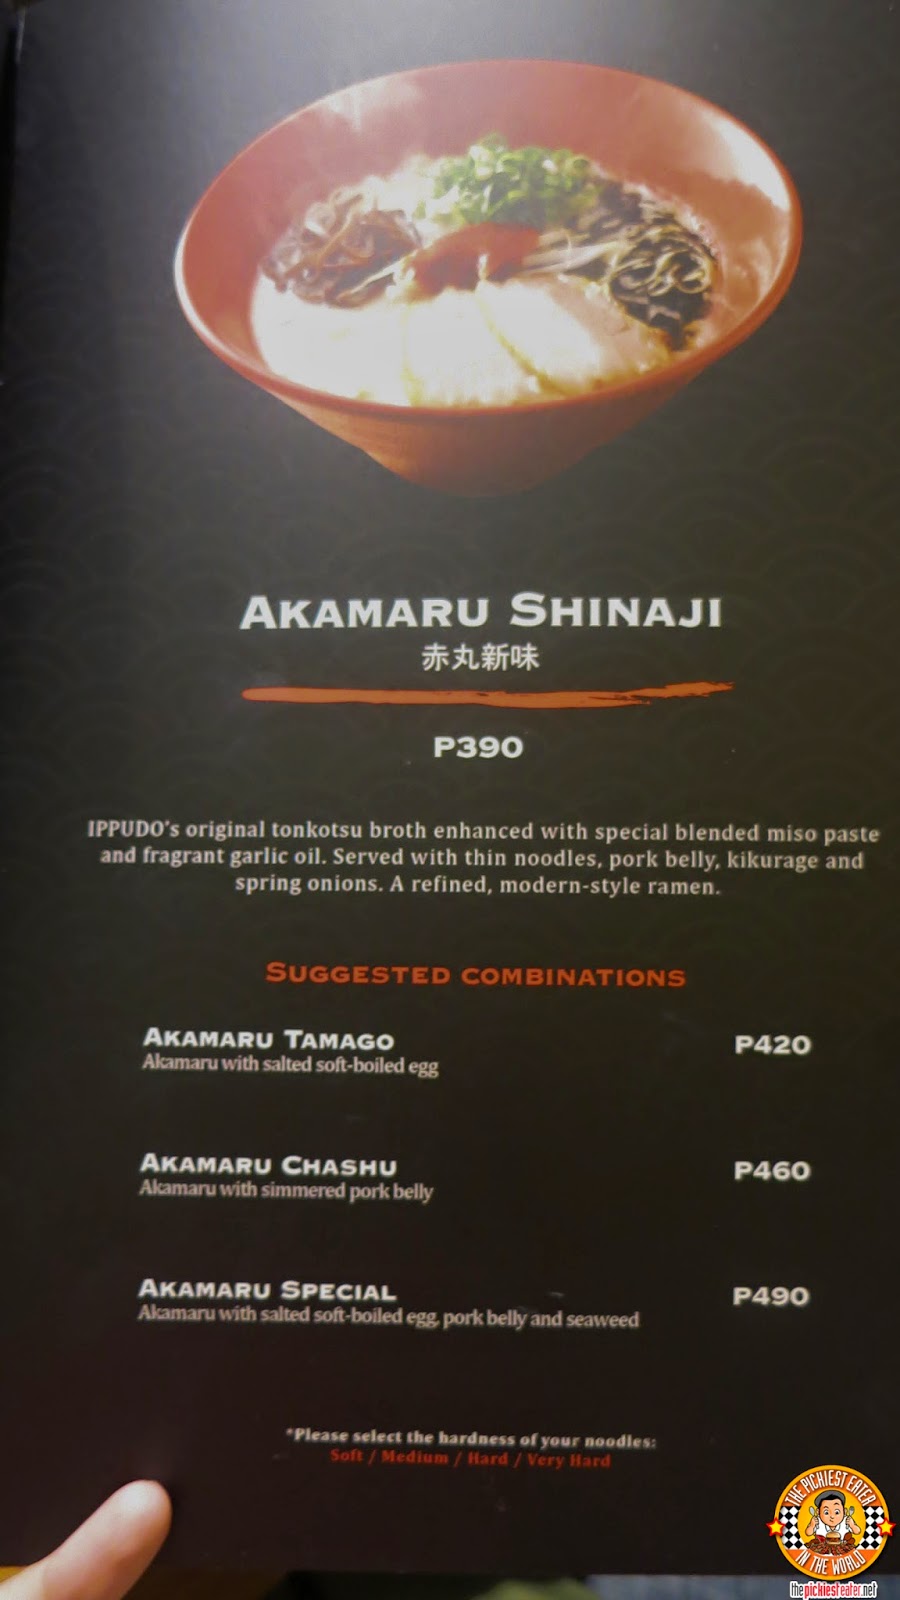 AKAMARU SHINAJI
赤丸新味
P390
IPPUDO's original tonkotsu broth enhanced with special blended miso paste
and fragrant garlic oil. Served with thin noodles, pork belly, kikurage and
spring onions. A refined, modern-style ramen.
SUGGESTED COMBINATIONS
AKAMARU TAMAGO P420
Akamaru with salted soft-boiled egg
AKAMARU CHASHU P460
Akamaru with simmered pork belly
AKAMARU SPECIAL P490
Akamaru with salted soft-boiled egg, pork belly and seaweed
*Please select the hardness of your noodles:
Soft / Medium / Hard / Very Hard
THE PICKIEST EATER
IN THE WORLD
thepickiesteater.net